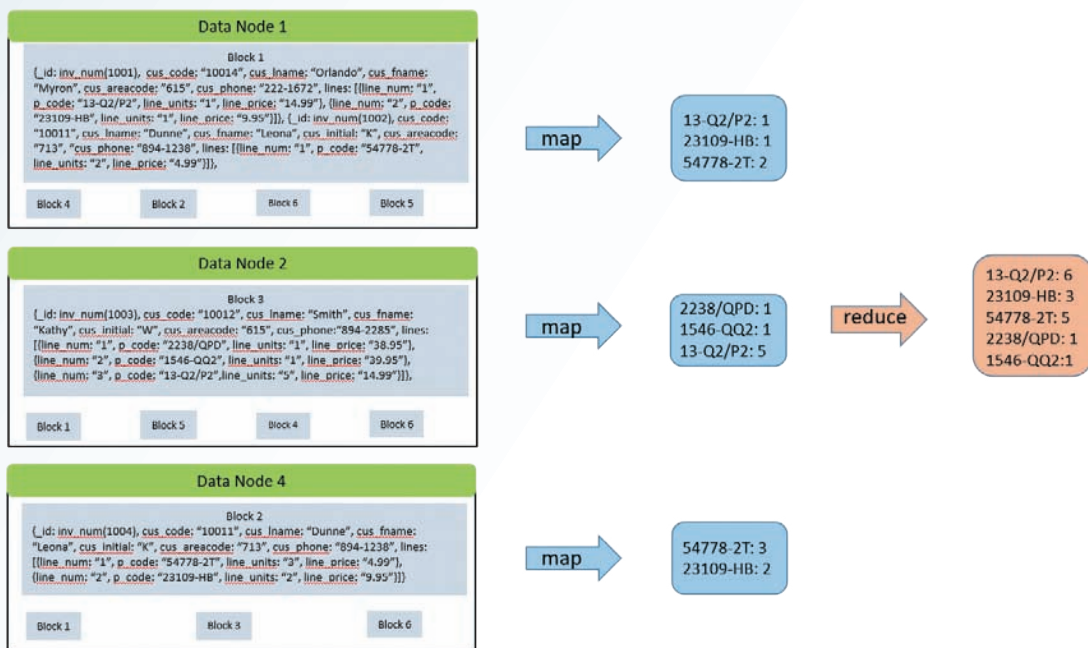 Data Node 1
Block 1
{_id: inv_num(1001), cus_code: "10014", cus_lname: "Orlando", cus_fname:
"Myron", cus_areacode: "615", cus_phone: "222-1672", lines: [{line_num: "1",
p_code: "13-Q2/P2", line_units: "1", line_price: "14.99"}, {line_num: "2", p_code:
"23109-HB", line_units: "1", line_price: "9.95"}]}, {_id: inv_num(1002), cus_code:
"10011", cus_lname: "Dunne", cus_fname: "Leona", cus_initial: "K", cus_areacode:
"713", "cus_phone: "894-1238", lines: [{line_num: "1", p_code: "54778-2T",
line_units: "2", line_price: "4.99"}]},
Block 4
Block 2
Block 6
Block 5
map
13-Q2/P2: 1
23109-HB: 1
54778-2T: 2
Data Node 2
Block 3
{_id: inv_num(1003), cus_code: "10012", cus_lname: "Smith", cus_fname:
"Kathy", cus_initial: "W", cus_areacode: "615", cus_phone:"894-2285", lines:
[{line_num: "1", p_code: "2238/QPD", line_units: "1", line_price: "38.95"},
{line_num: "2", p_code: "1546-QQ2", line_units: "1", line_price: "39.95"},
{line_num: "3", p_code: "13-Q2/P2",line_units: "5", line_price: "14.99"}]},
Block 1
Block 5
Block 4
Block 6
map
2238/QPD: 1
1546-QQ2: 1
13-Q2/P2: 5
reduce
13-Q2/P2: 6
23109-HB: 3
54778-2T: 5
2238/QPD: 1
1546-QQ2:1
Data Node 4
Block 2
{_id: inv_num(1004), cus_code: "10011", cus_lname: "Dunne", cus_fname:
"Leona", cus_initial: "K", cus_areacode: "713", cus_phone: "894-1238", lines:
[{line_num: "1", p_code: "54778-2T", line_units: "3", line_price: "4.99"},
{line_num: "2", p_code: "23109-HB", line_units: "2", line_price: "9.95"}]}
Block 1
Block 3
Block 6
map
54778-2T: 3
23109-HB: 2